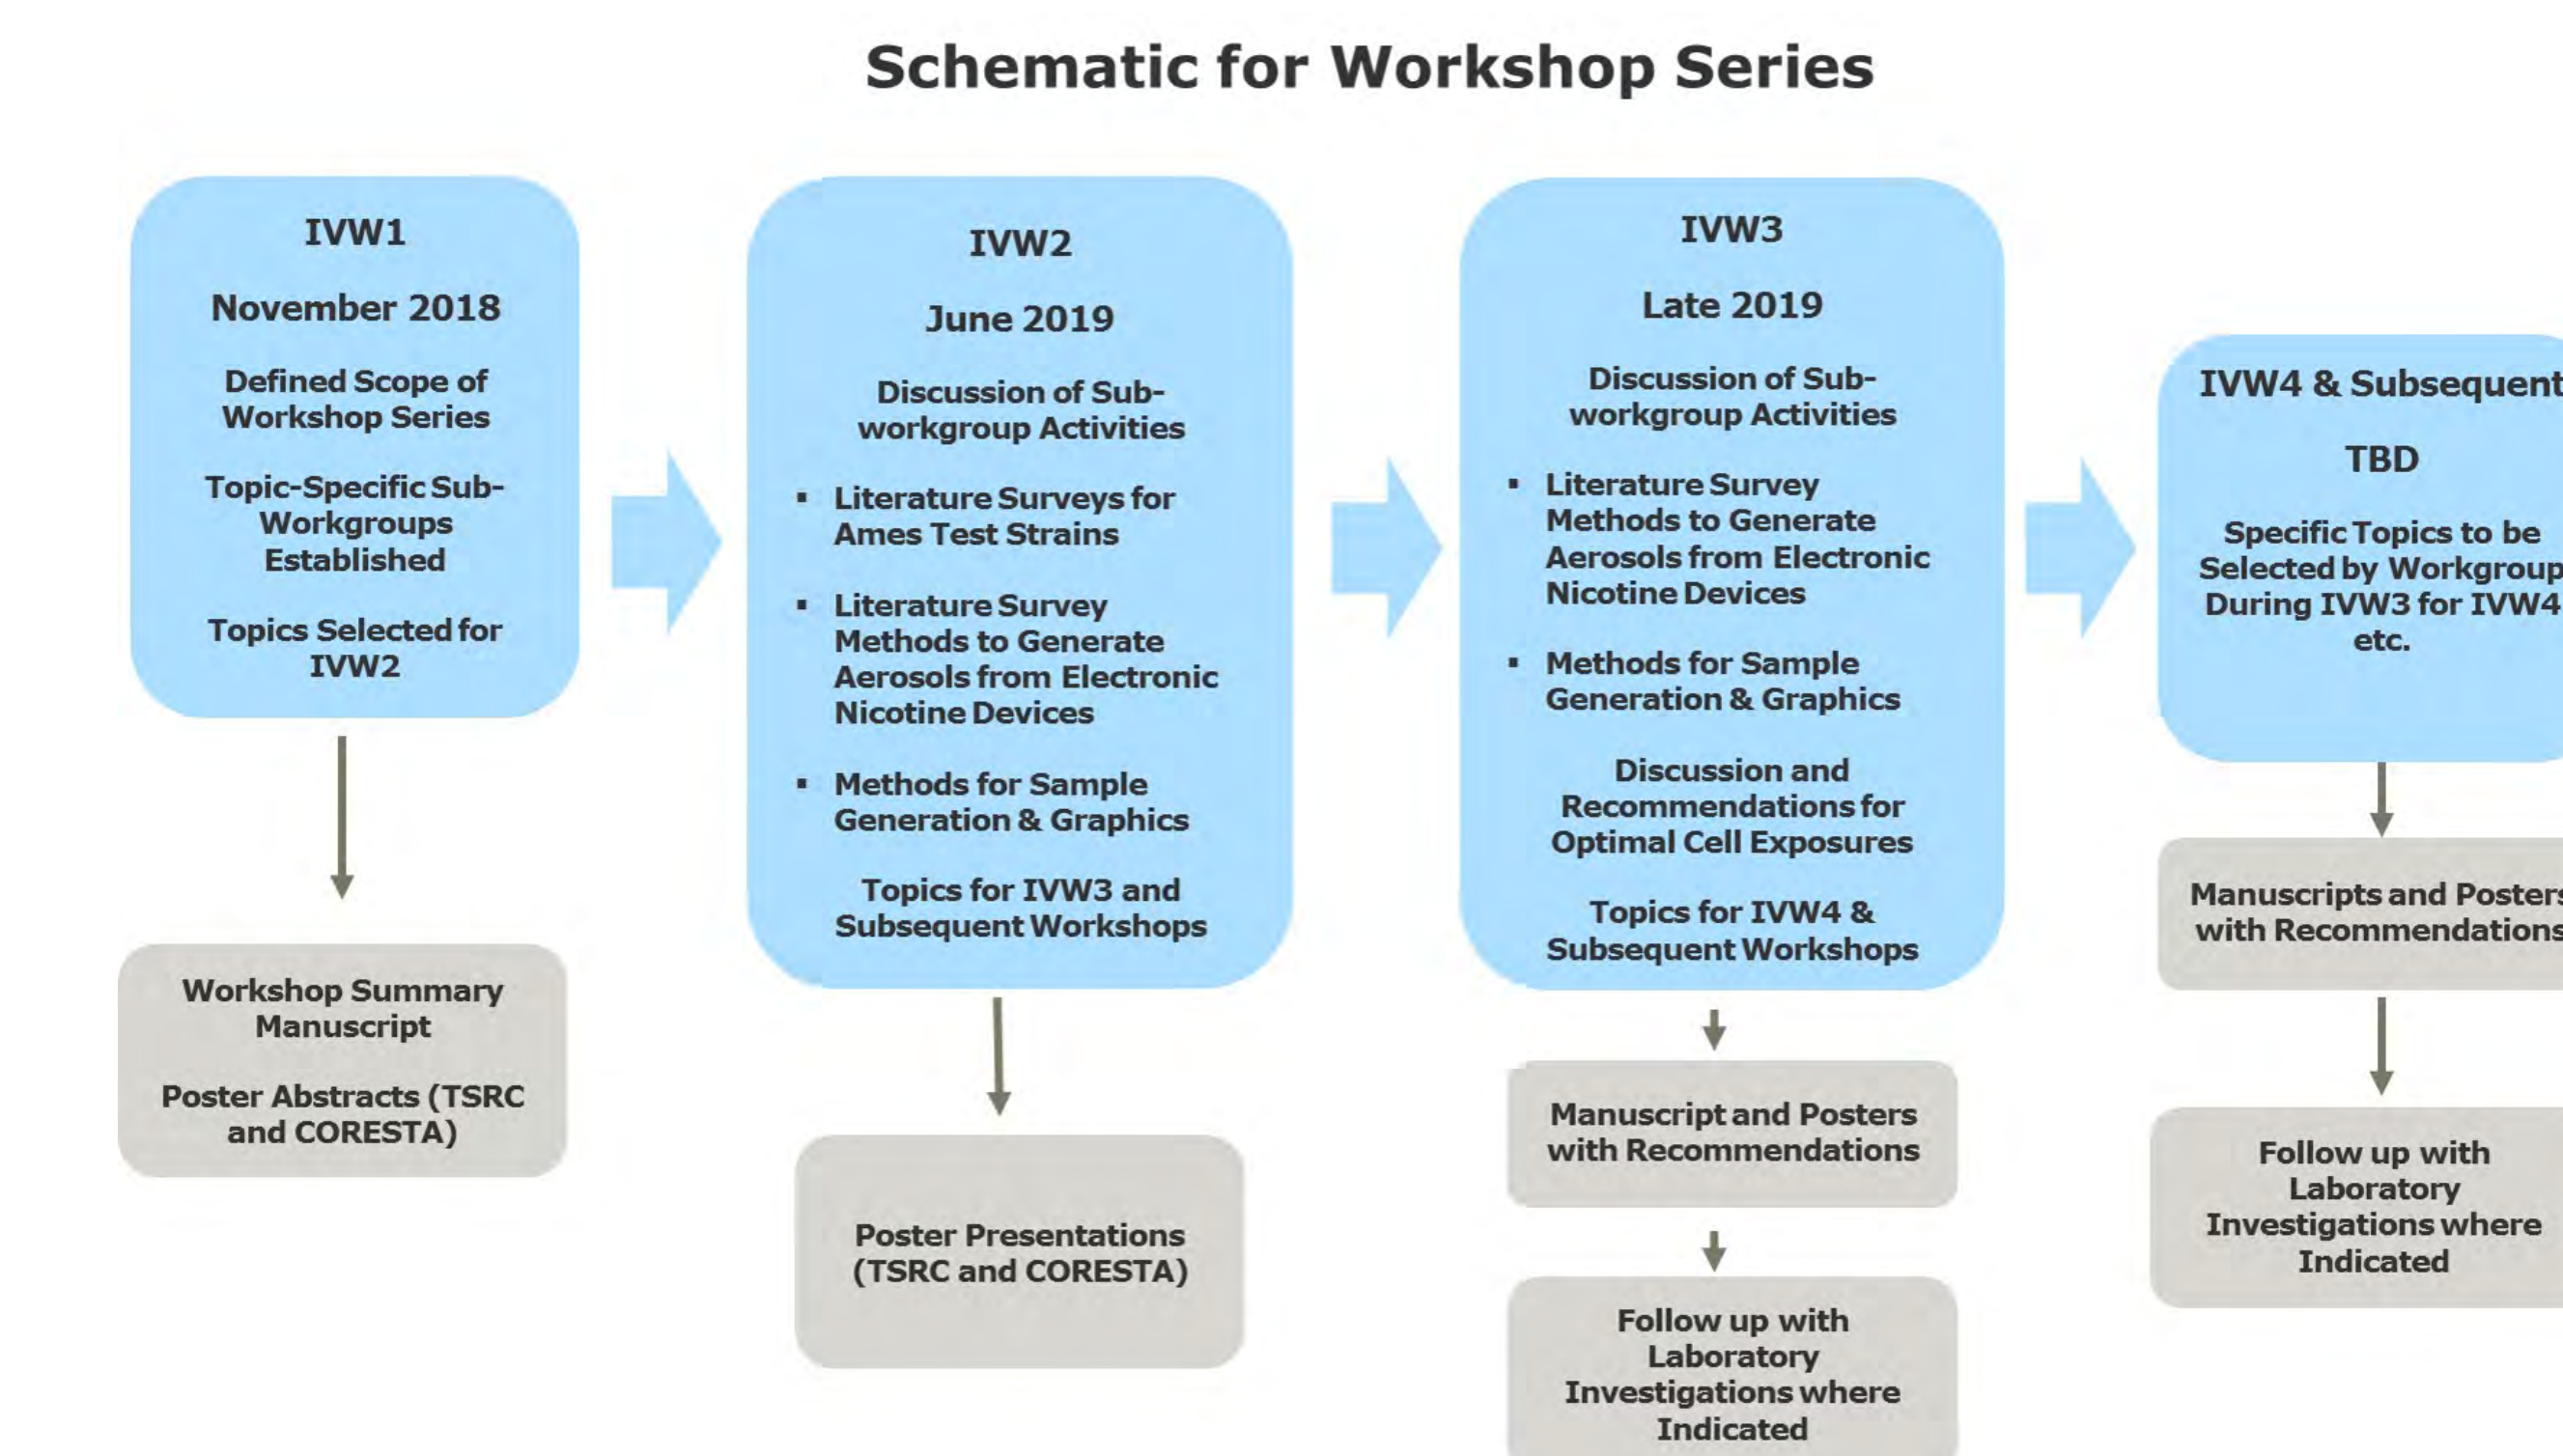 Schematic for Workshop Series
IVW1
November 2018
Defined Scope of
Workshop Series
Topic-Specific Sub-
Workgroups
Established
Topics Selected for
IVW2
Workshop Summary
Manuscript
Poster Abstracts (TSRC
and CORESTA)
IVW2
June 2019
Discussion of Sub-
workgroup Activities
▪ Literature Surveys for
Ames Test Strains
▪ Literature Survey
Methods to Generate
Aerosols from Electronic
Nicotine Devices
▪ Methods for Sample
Generation & Graphics
Topics for IVW3 and
Subsequent Workshops
Poster Presentations
(TSRC and CORESTA)
IVW3
Late 2019
Discussion of Sub-
workgroup Activities
▪ Literature Survey
Methods to Generate
Aerosols from Electronic
Nicotine Devices
▪ Methods for Sample
Generation & Graphics
Discussion and
Recommendations for
Optimal Cell Exposures
Topics for IVW4 &
Subsequent Workshops
Manuscript and Posters
with Recommendations
Follow up with
Laboratory
Investigations where
Indicated
IVW4 & Subsequent
TBD
Specific Topics to be
Selected by Workgroup
During IVW3 for IVW4
etc.
Manuscripts and Posters
with Recommendations
Follow up with
Laboratory
Investigations where
Indicated